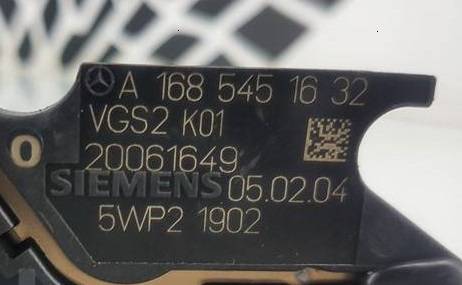 A 168 545 16 32
VGS2 K01
20061649
O
SIEMENS 05.02.04
5WP2 1902